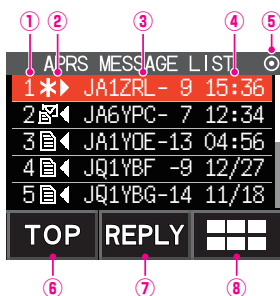 ① ② ③ ④ ⑤
APRS MESSAGE LIST
1 JA1ZRL- 9 15:36
2 JA6YPC- 7 12:34
3 JA1YOE-13 04:56
4 JQ1YBF -9 12/27
5 JQ1YBG-14 11/18
TOP REPLY
⑥ ⑦ ⑧